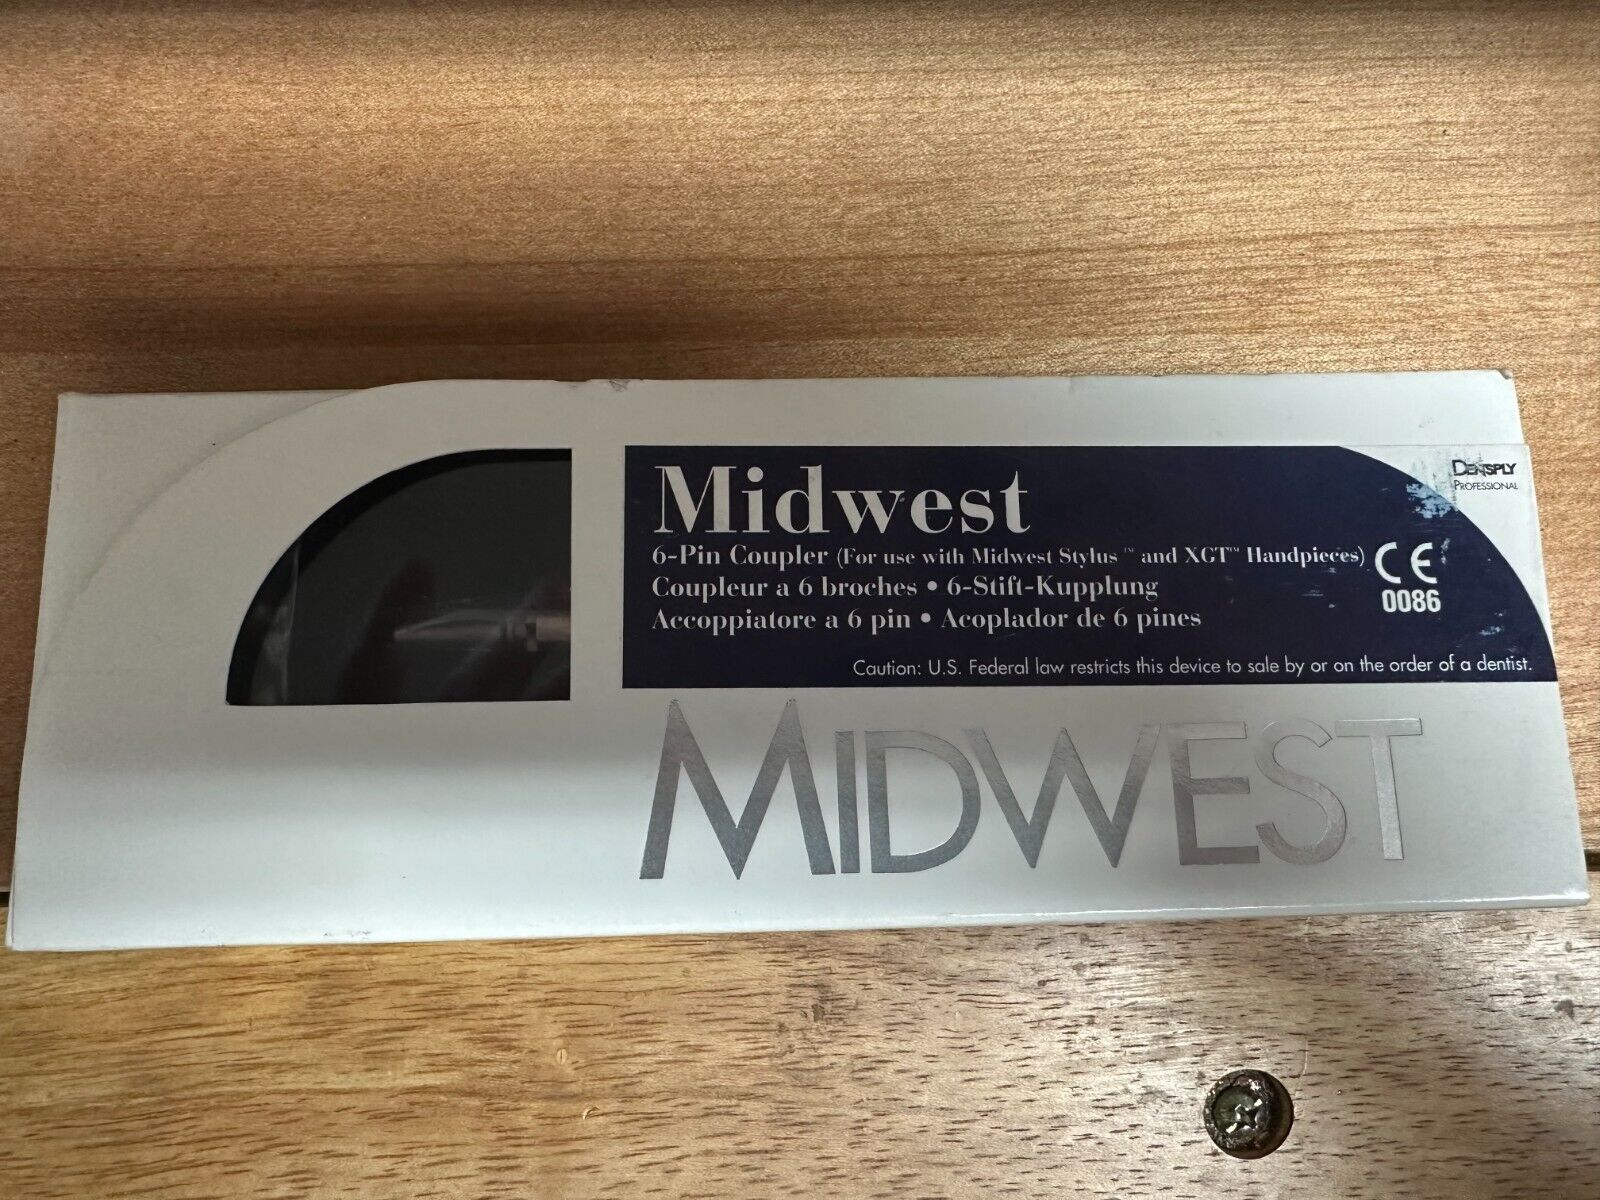 Midwest
DENSPLY
PROFESSIONAL
6-Pin Coupler (For use with Midwest Stylus™ and XGT™ Handpieces)
CE
0086
Coupleur a 6 broches • 6-Stift-Kupplung
Accoppiatore a 6 pin • Acoplador de 6 pines
Caution: U.S. Federal law restricts this device to sale by or on the order of a dentist.
MIDWEST